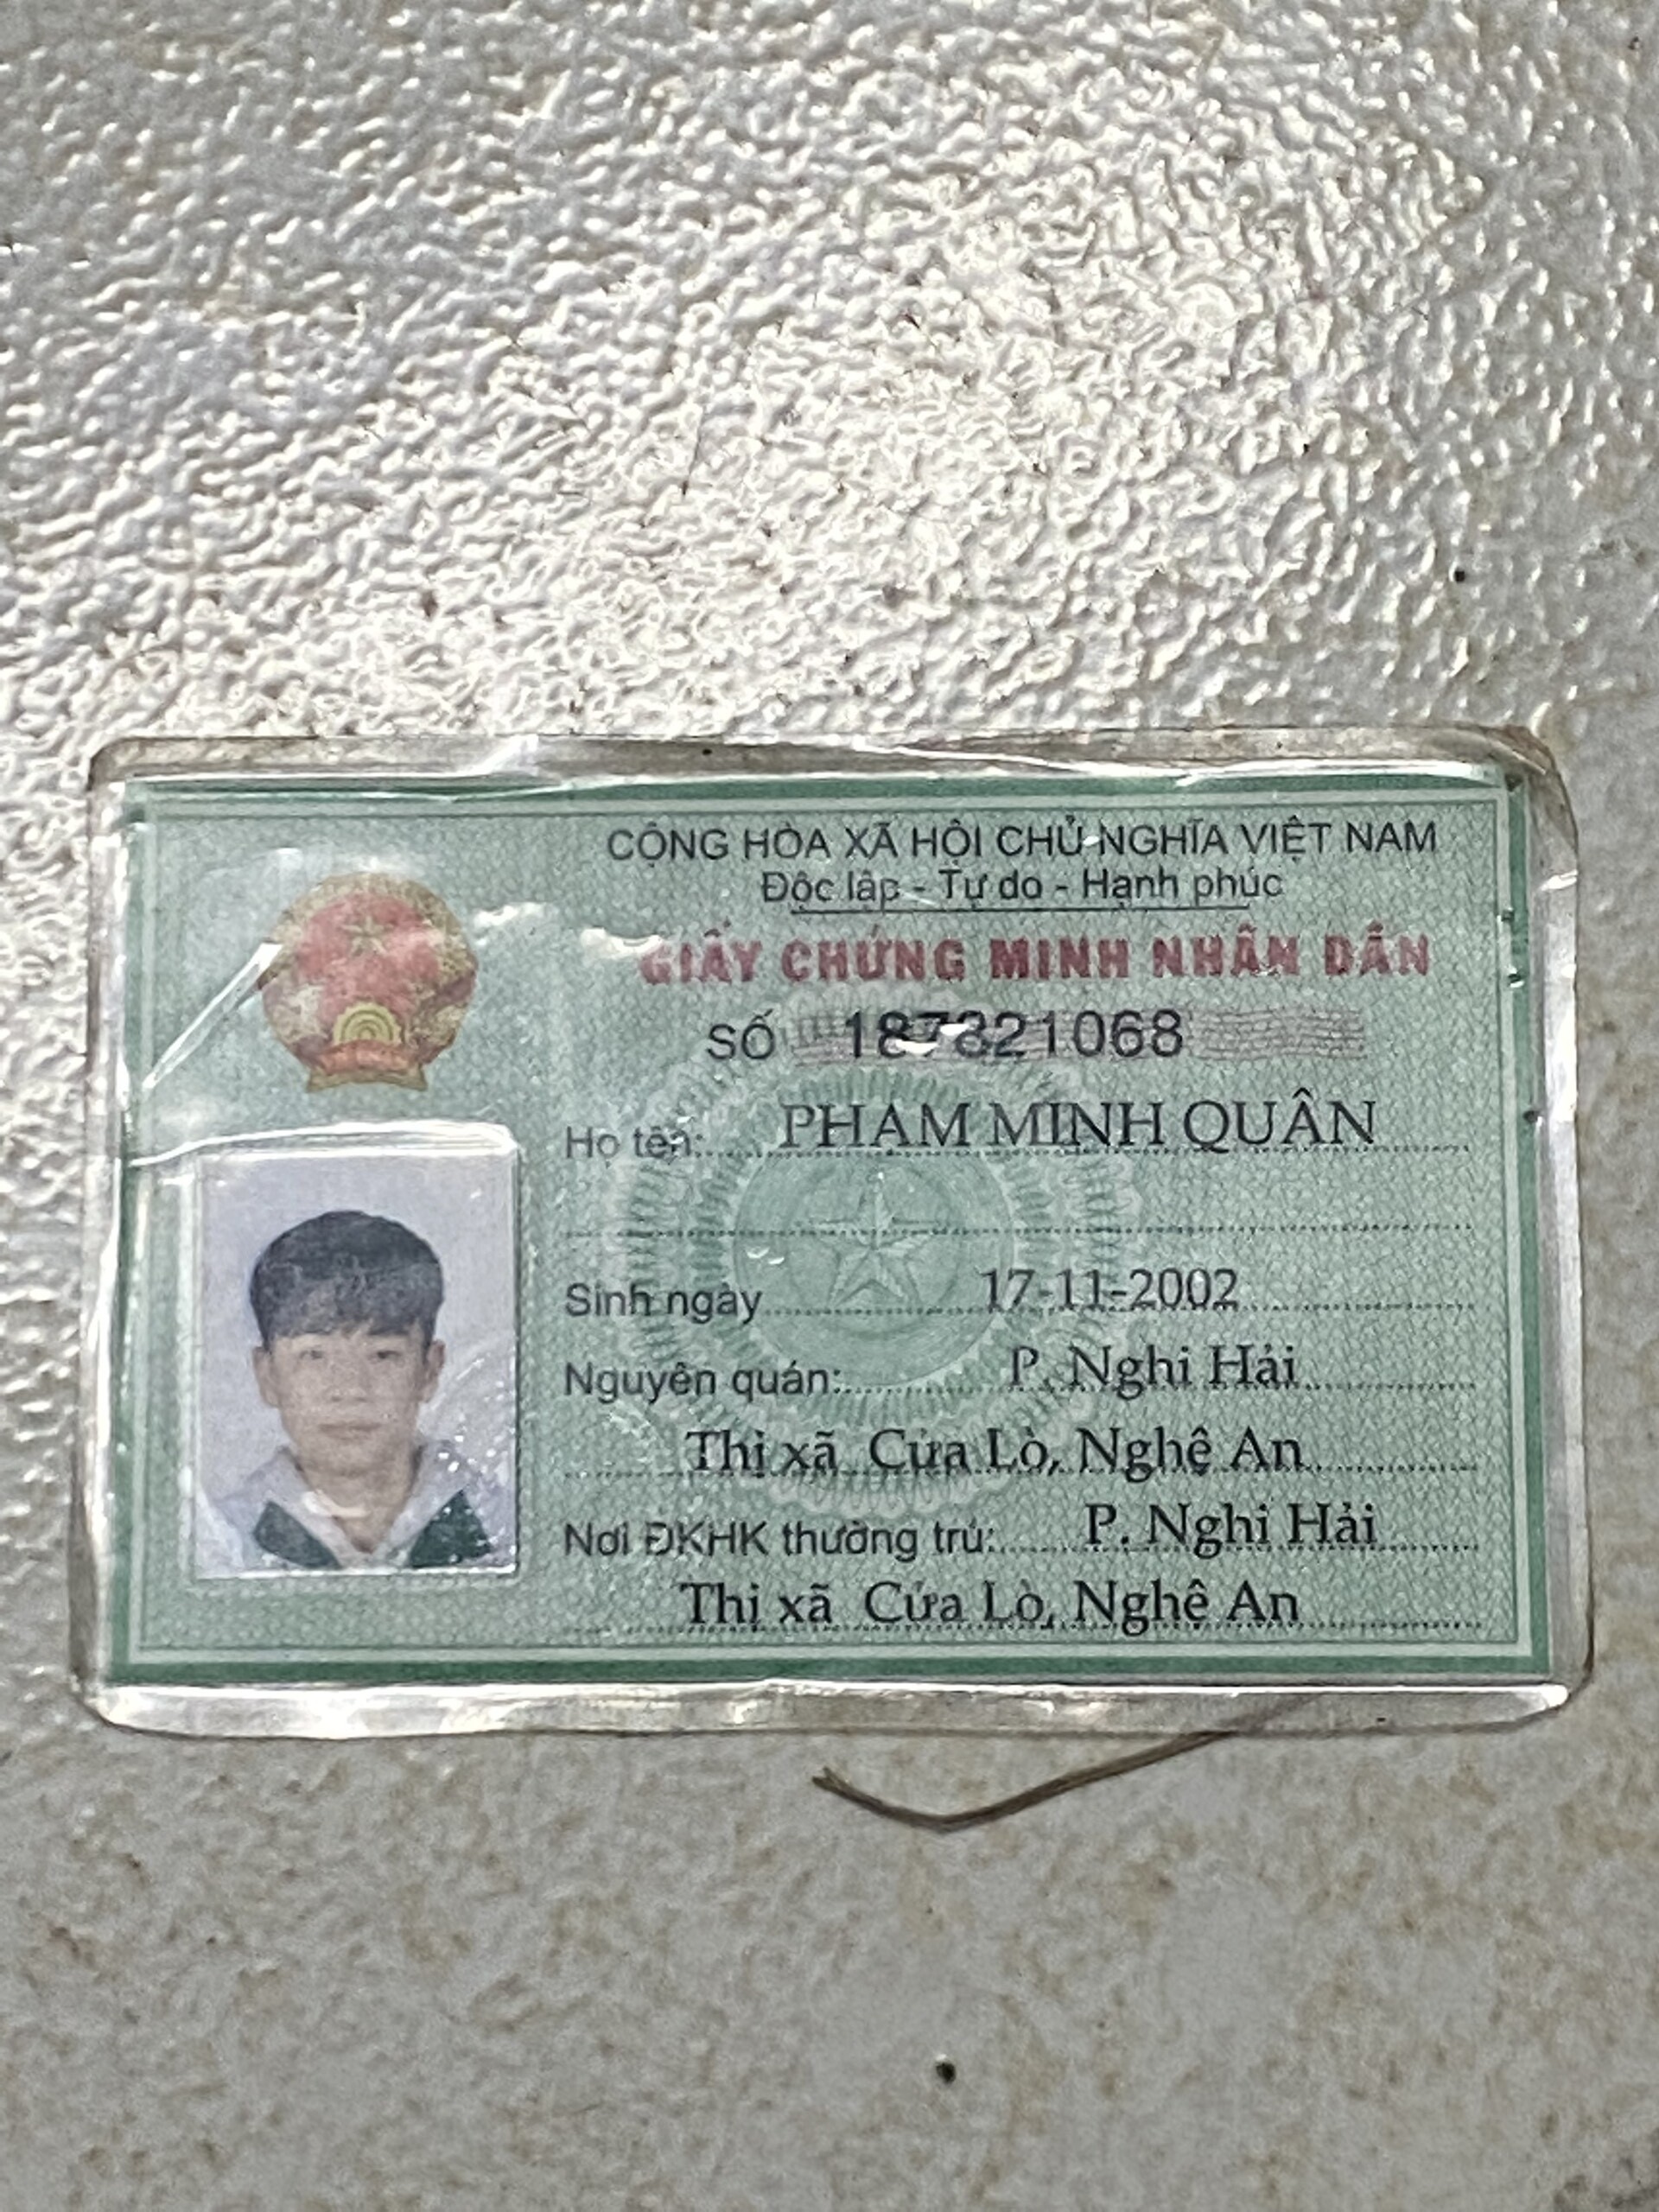 CỘNG HÒA XÃ HỘI CHỦ NGHĨA VIỆT NAM
Độc lập - Tự do - Hạnh phúc
GIẤY CHỨNG MINH NHÂN DÂN
SỐ 187821068
Họ tên: PHẠM MINH QUÂN
Sinh ngày 17-11-2002
Nguyên quán: P. Nghi Hải
Thị xã Cửa Lò, Nghệ An
Nơi ĐKHK thường trú: P. Nghi Hải
Thị xã Cửa Lò, Nghệ An